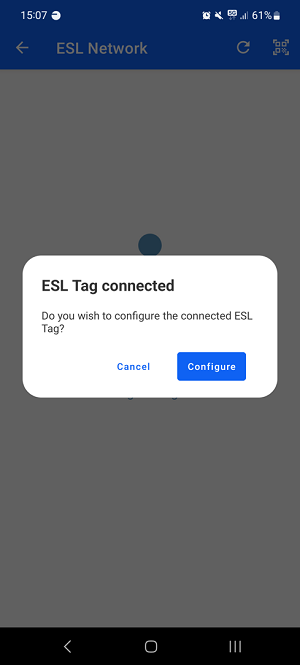 15:07
5G
61%
ESL Network
ESL Tag connected
Do you wish to configure the connected ESL
Tag?
Cancel
Configure